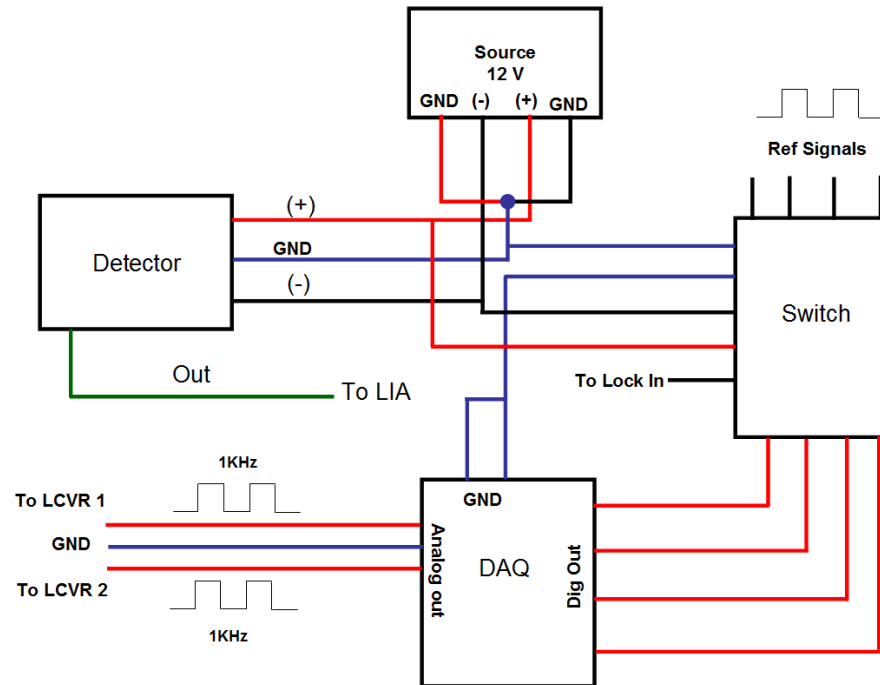 Source
12 V
GND (-) (+) GND
Ref Signals
(+)
GND
(-)
Detector
Switch
Out
To LIA
To Lock In
1KHz
To LCVR 1
GND
To LCVR 2
1KHz
GND
Analog out
DAQ
Dig Out